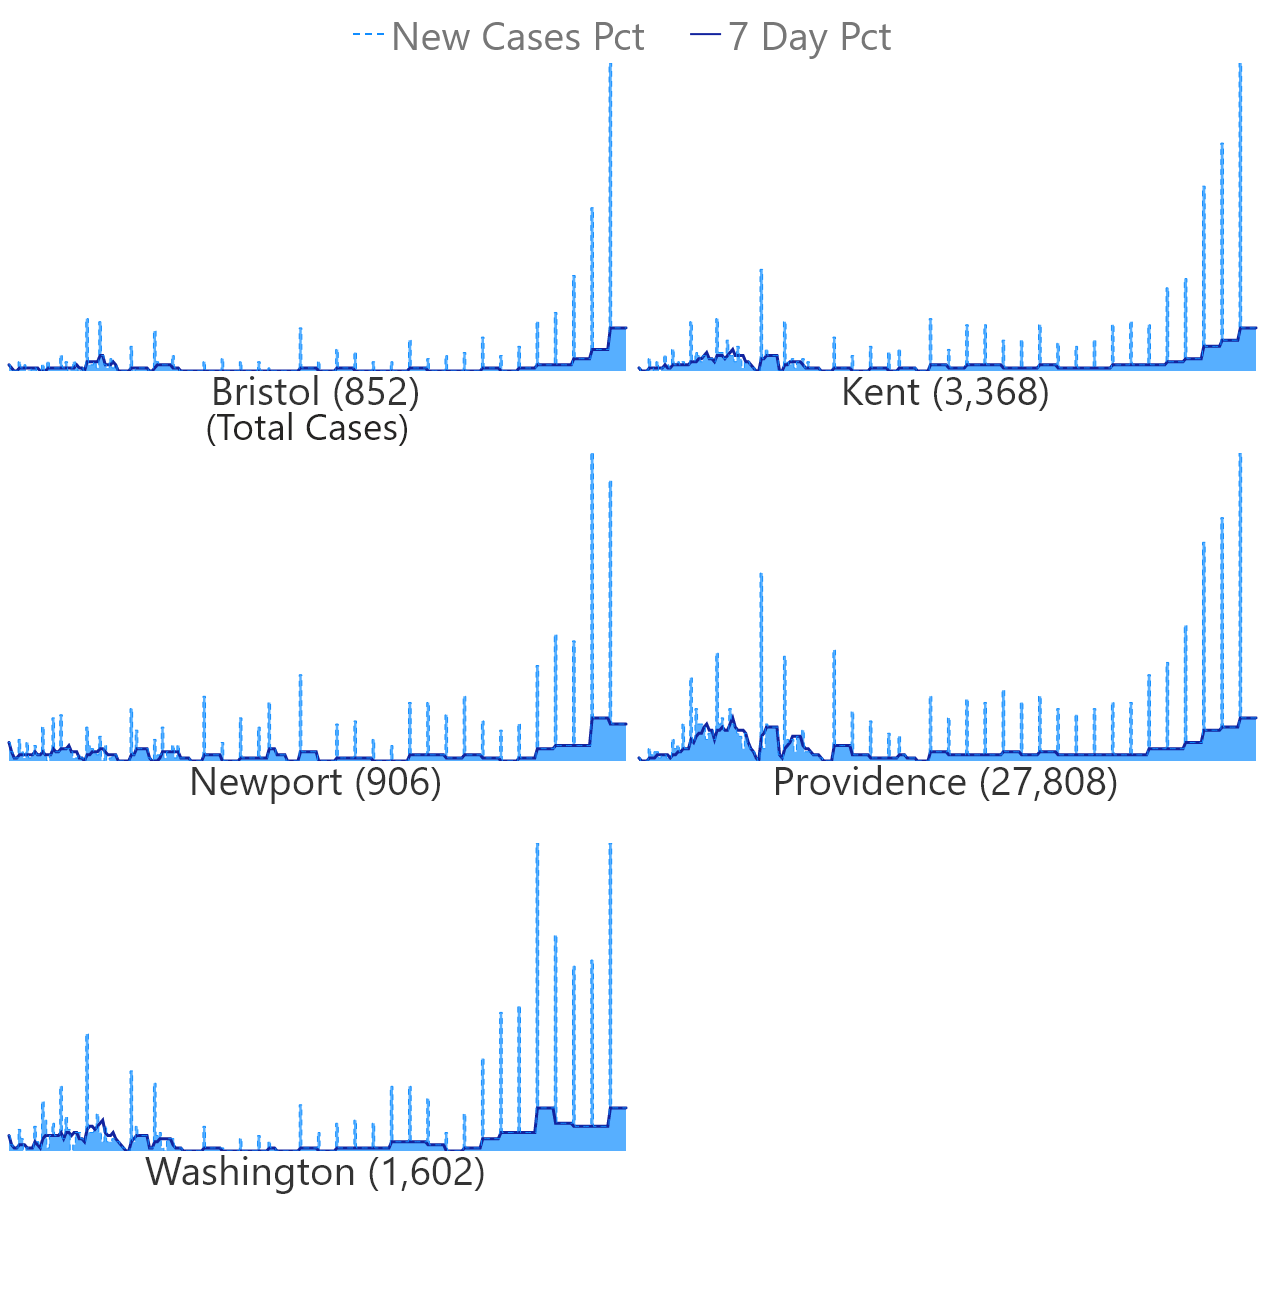 New Cases Pct 7 Day Pct
Bristol (852) Kent (3,368)
(Total Cases)
Newport (906) Providence (27,808)
Washington (1,602)